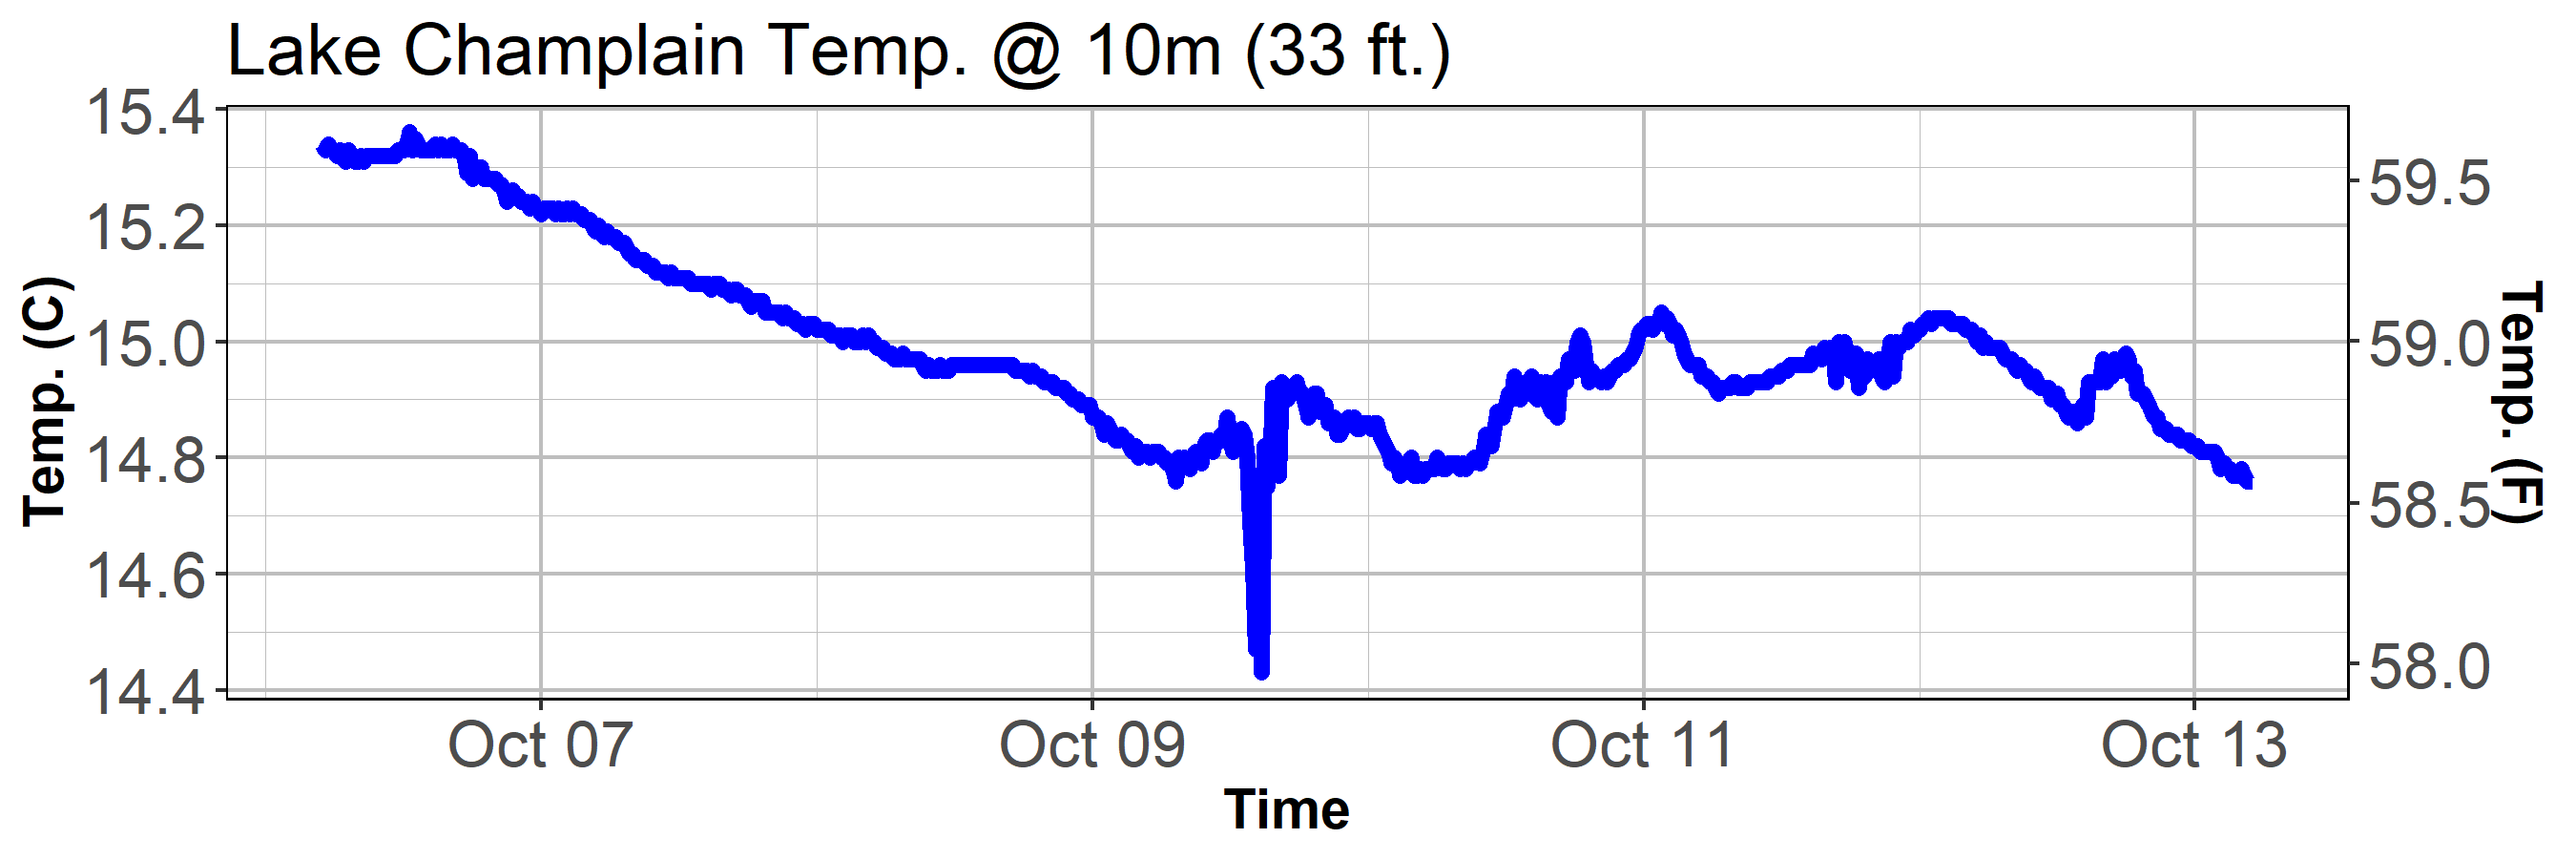 Lake Champlain Temp. @ 10m (33 ft.)
15.4
15.2
15.0
14.8
14.6
14.4
Temp. (C)
59.5
59.0
58.5
58.0
Temp. (F)
Oct 07
Oct 09
Oct 11
Oct 13
Time